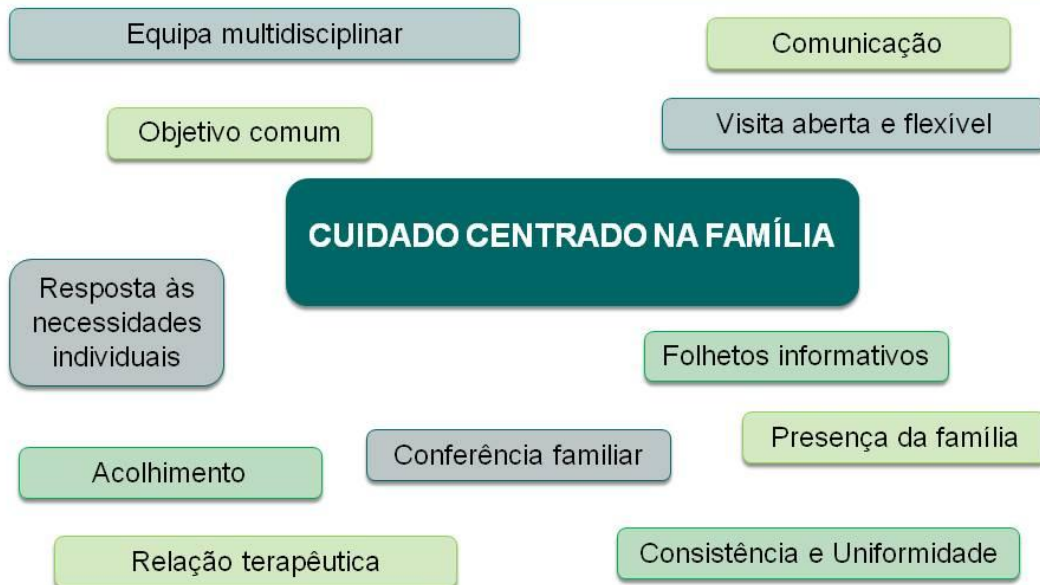 Equipa multidisciplinar
Comunicação
Objetivo comum
Visita aberta e flexível
CUIDADO CENTRADO NA FAMÍLIA
Resposta às
necessidades
individuais
Folhetos informativos
Presença da família
Conferência familiar
Acolhimento
Relação terapêutica
Consistência e Uniformidade